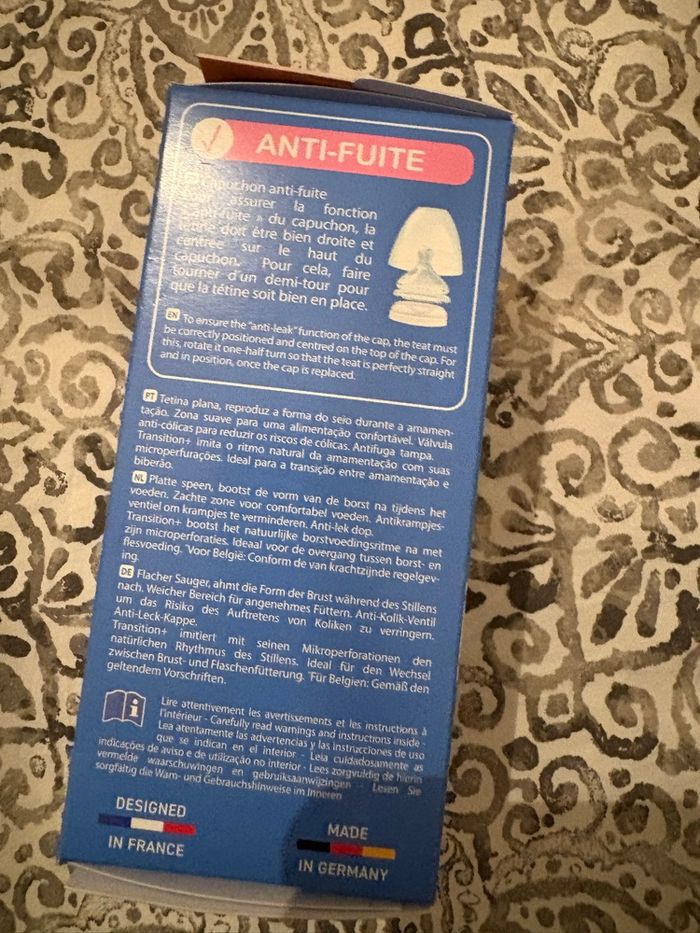 ANTI-FUITE
capuchon anti-fuite
assurer la fonction
« anti-fuite » du capuchon, la
tétine doit être bien droite et
centrée sur le haut du
capuchon. Pour cela, faire
tourner d'un demi-tour pour
que la tétine soit bien en place.
EN To ensure the "anti-leak" function of the cap, the teat must
be correctly positioned and centred on the top of the cap. For
this, rotate it one-half turn so that the teat is perfectly straight
and in position, once the cap is replaced.
PT Tetina plana, reproduz a forma do seio durante a amamen-
tação. Zona suave para uma alimentação confortável. Válvula
anti-cólicas para reduzir os riscos de cólicas. Antifuga tampa.
Transition+ imita o ritmo natural da amamentação com suas
microperfurações. Ideal para a transição entre amamentação e
biberão.
NL Platte speen, bootst de vorm van de borst na tijdens het
voeden. Zachte zone voor comfortabel voeden. Antikrampjes-
ventiel om krampjes te verminderen. Anti-lek dop.
Transition+ bootst het natuurlijke borstvoedingsritme na met
zijn microperforaties. Ideaal voor de overgang tussen borst- en
flesvoeding. *Voor België: Conform de van krachtzijnde regelgev-
ing.
DE Flacher Sauger, ahmt die Form der Brust während des Stillens
nach. Weicher Bereich für angenehmes Füttern. Anti-Kolik-Ventil
um das Risiko des Auftretens von Koliken zu verringern.
Anti-Leck-Kappe.
Transition+ imitiert mit seinen Mikroperforationen den
natürlichen Rhythmus des Stillens. Ideal für den Wechsel
zwischen Brust- und Flaschenfütterung. *Für Belgien: Gemäß den
geltendem Vorschriften.
Lire attentivement les avertissements et les instructions à
l'intérieur - Carefully read warnings and instructions inside -
Lea atentamente las advertencias y las instrucciones de uso
que se indican en el interior - Leia cuidadosamente as
indicações de aviso e de utilização no interior - Lees zorgvuldig de hierin
vermelde waarschuwingen en gebruiksaanwijzingen - Lesen Sie
sorgfältig die Warn- und Gebrauchshinweise im Inneren
DESIGNED
IN FRANCE
MADE
IN GERMANY